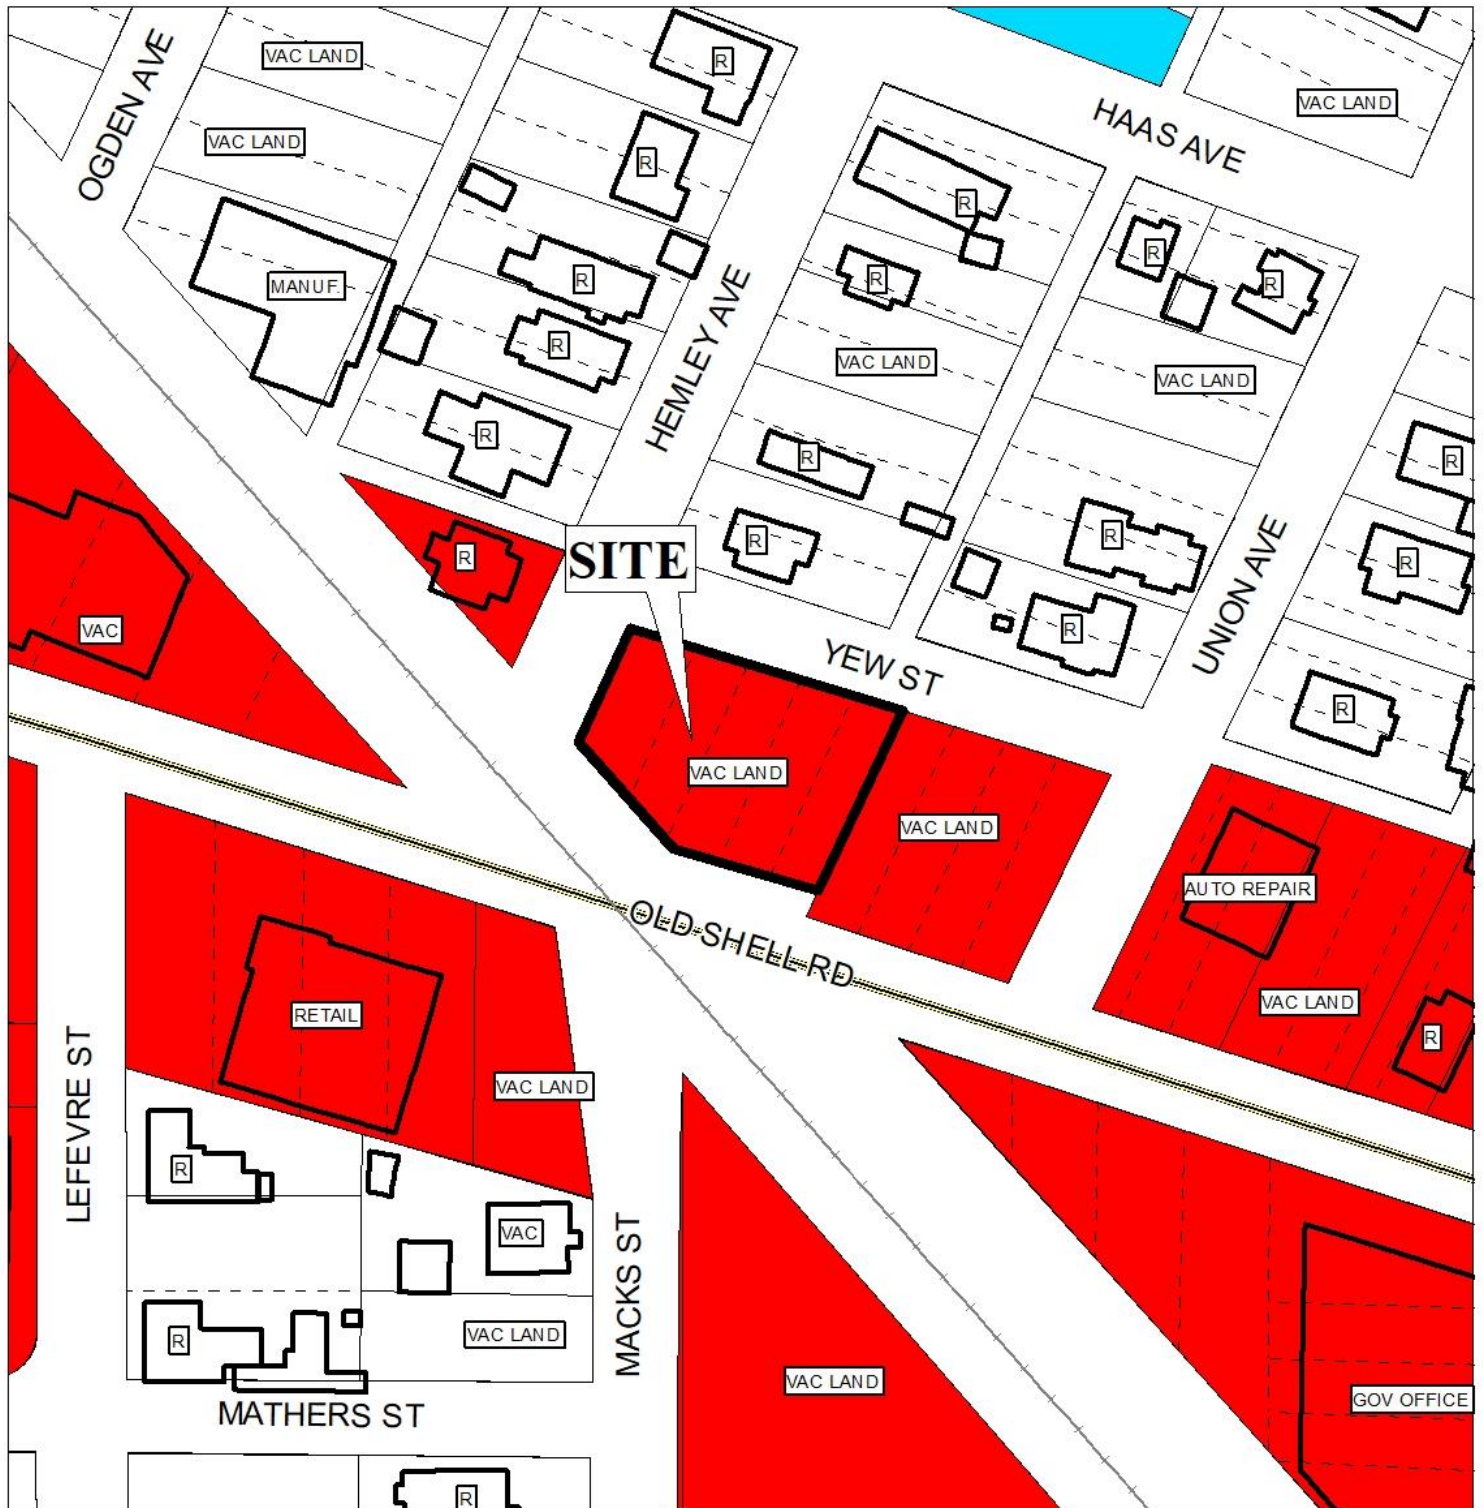 R
VAC LAND
OGDEN AVE
VAC LAND
HAAS AVE
VAC LAND
R
R
R
R
R
MANUF.
R
R
HEMLEY AVE
VAC LAND
VAC LAND
R
R
R
R
R
R
SITE
R
R
UNION AVE
VAC
R
YEW ST
R
VAC LAND
VAC LAND
AUTO REPAIR
OLD SHELL RD
RETAIL
VAC LAND
R
LEFEVRE ST
VAC LAND
R
VAC
MACKS ST
R
VAC LAND
VAC LAND
GOV OFFICE
MATHERS ST
R